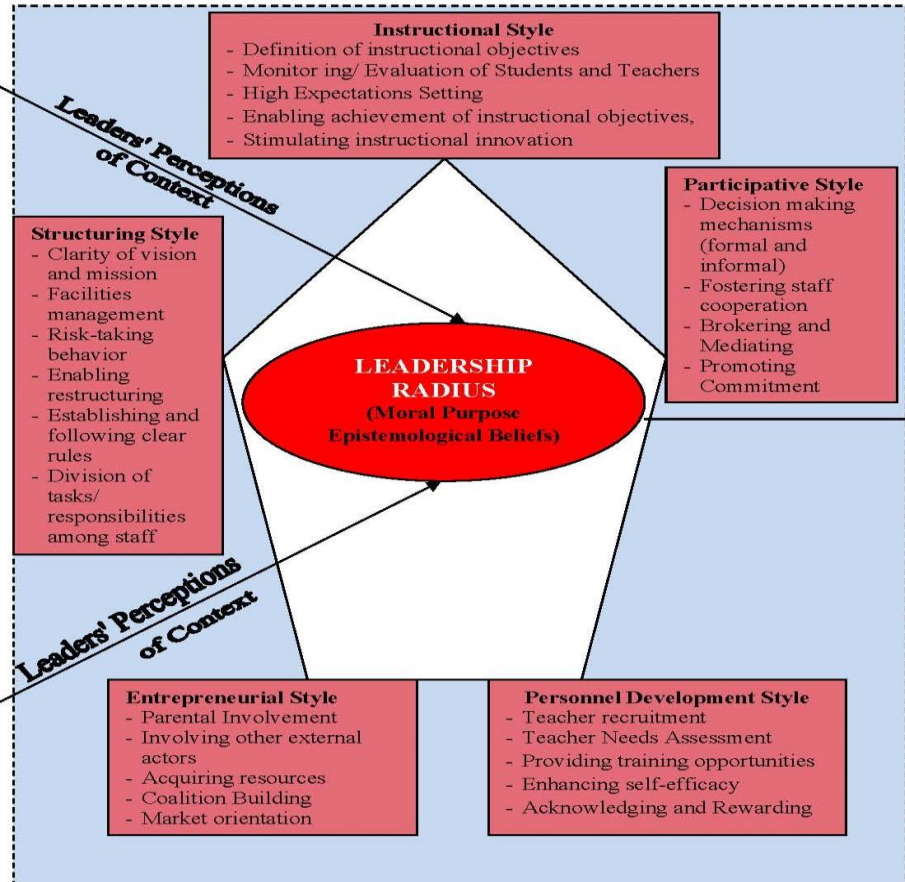 Instructional Style
- Definition of instructional objectives
- Monitor ing/ Evaluation of Students and Teachers
- High Expectations Setting
- Enabling achievement of instructional objectives,
- Stimulating instructional innovation
Leaders' Perceptions
of Context
Participative Style
- Decision making
mechanisms
(formal and
informal)
- Fostering staff
cooperation
- Brokering and
Mediating
- Promoting
Commitment
Structuring Style
- Clarity of vision
and mission
- Facilities
management
- Risk-taking
behavior
- Enabling
restructuring
- Establishing and
following clear
rules
- Division of
tasks/
responsibilities
among staff
LEADERSHIP
RADIUS
(Moral Purpose
Epistemological Beliefs)
Leaders' Perceptions
of Context
Entrepreneurial Style
- Parental Involvement
- Involving other external
actors
- Acquiring resources
- Coalition Building
- Market orientation
Personnel Development Style
- Teacher recruitment
- Teacher Needs Assessment
- Providing training opportunities
- Enhancing self-efficacy
- Acknowledging and Rewarding